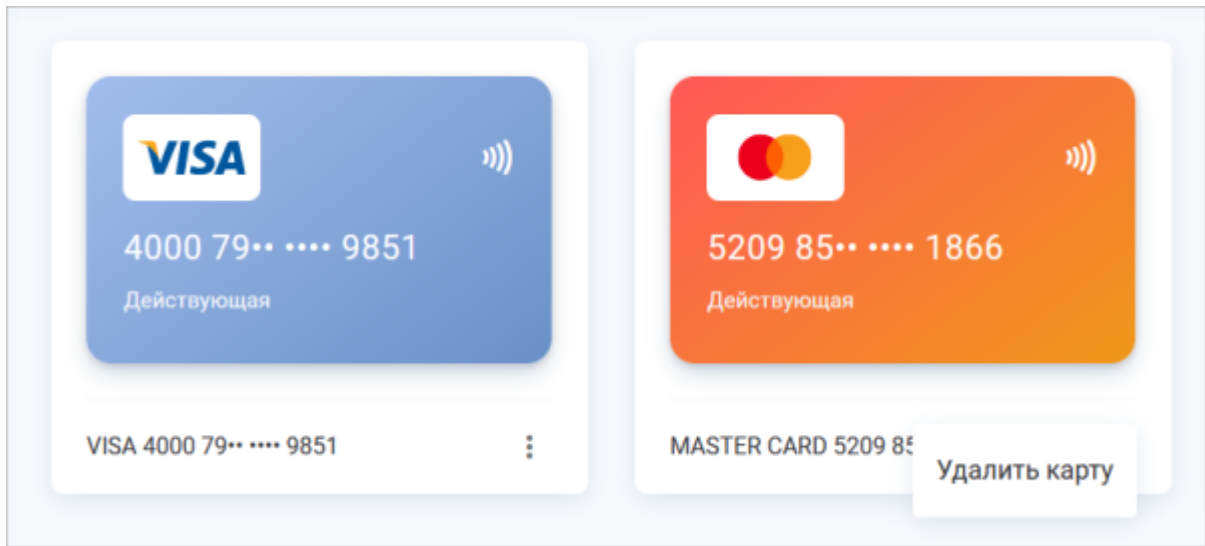 VISA
4000 79•• •••• 9851
Действующая
VISA 4000 79•• •••• 9851
5209 85•• •••• 1866
Действующая
MASTER CARD 5209 85
Удалить карту